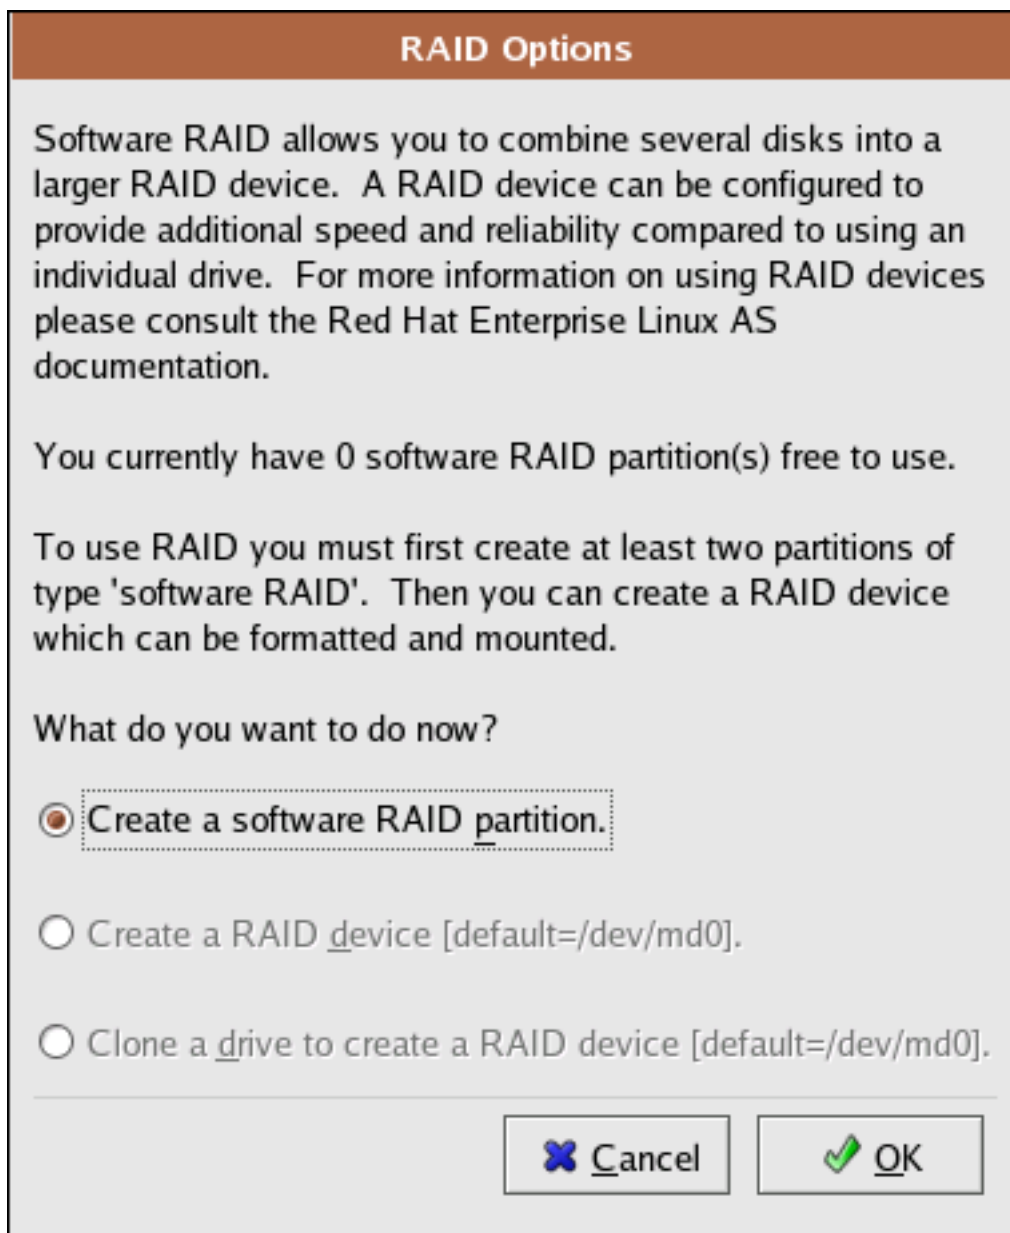 RAID Options
Software RAID allows you to combine several disks into a
larger RAID device.  A RAID device can be configured to
provide additional speed and reliability compared to using an
individual drive.  For more information on using RAID devices
please consult the Red Hat Enterprise Linux AS
documentation.
You currently have 0 software RAID partition(s) free to use.
To use RAID you must first create at least two partitions of
type 'software RAID'.  Then you can create a RAID device
which can be formatted and mounted.
What do you want to do now?
Create a software RAID partition.
Create a RAID device [default=/dev/md0].
Clone a drive to create a RAID device [default=/dev/md0].
Cancel
OK